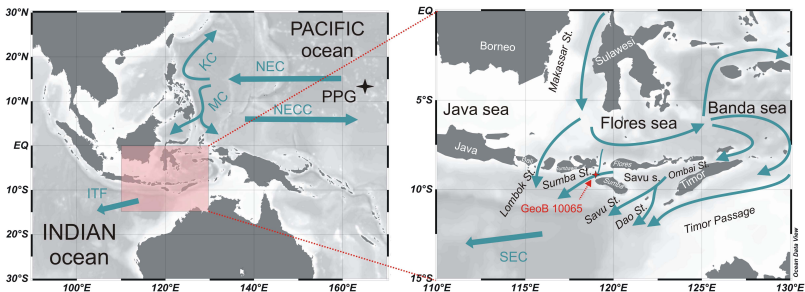 30°N
20°N
10°N
EQ
10°S
20°S
30°S
100°E
120°E
140°E
160°E
PACIFIC
ocean
KC
NEC
PPG
MC
NECC
ITF
INDIAN
ocean
EQ
5°S
10°S
15°S
110°E
115°E
120°E
125°E
130°E
Borneo
Makassar St.
Sulawesi
Java sea
Flores sea
Banda sea
Java
Flores
Lombok St.
Sumba St.
Sumba
Savu s.
Ombai St.
Timor
GeoB 10065
Savu St.
Dao St.
Timor Passage
SEC
Ocean Data View